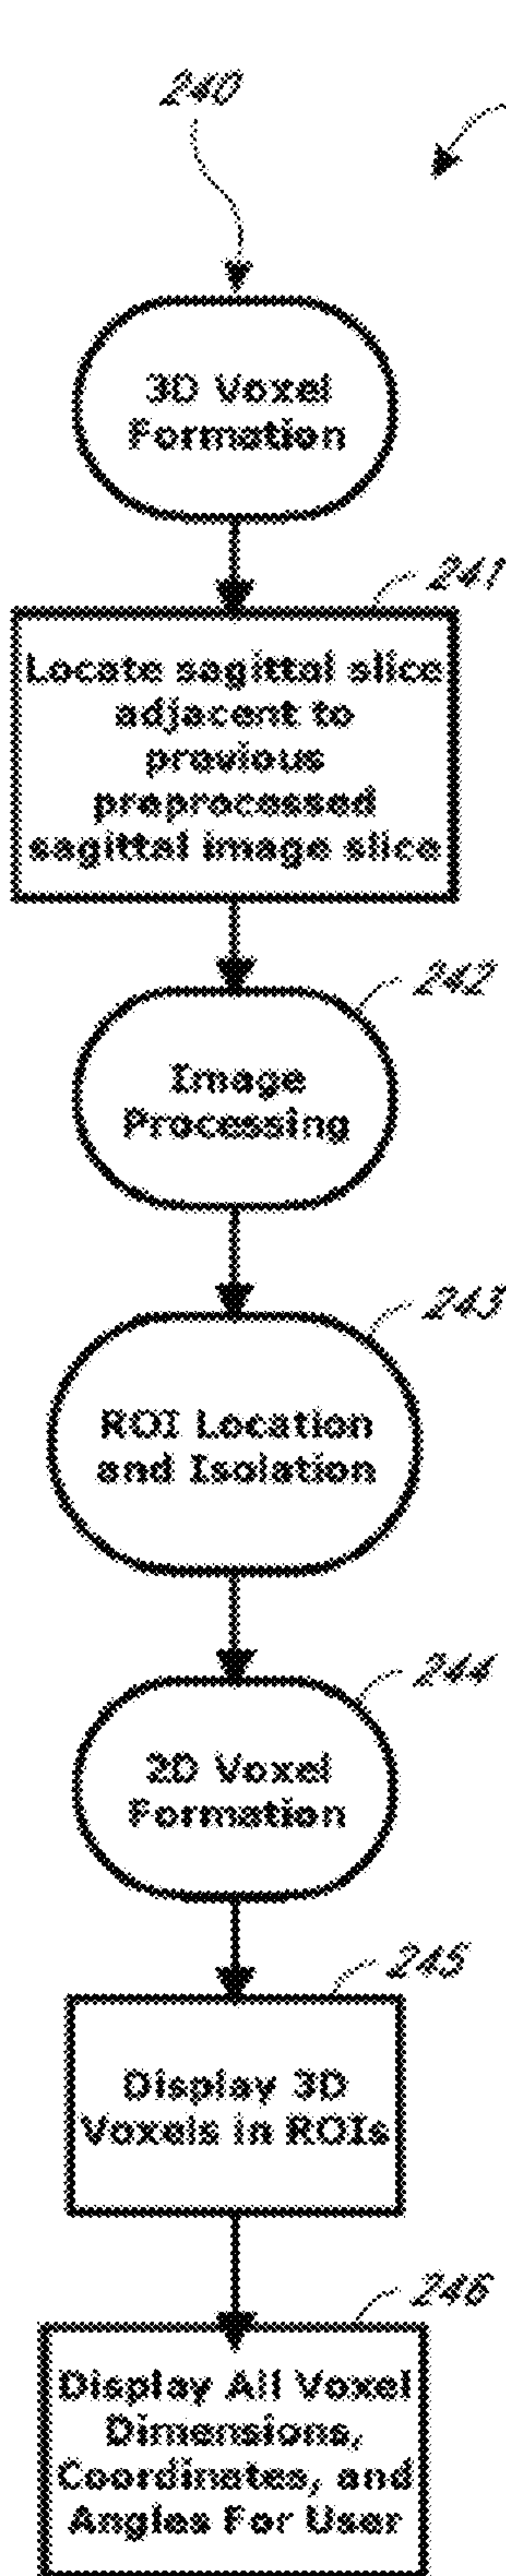 240
3D Voxel
Formation
241
Locate sagittal slice
adjacent to
previous
preprocessed
sagittal image slice
242
Image
Processing
243
ROI Location
and Isolation
244
2D Voxel
Formation
245
Display 3D
Voxels in ROIs
246
Display All Voxel
Dimensions,
Coordinates, and
Angles For User